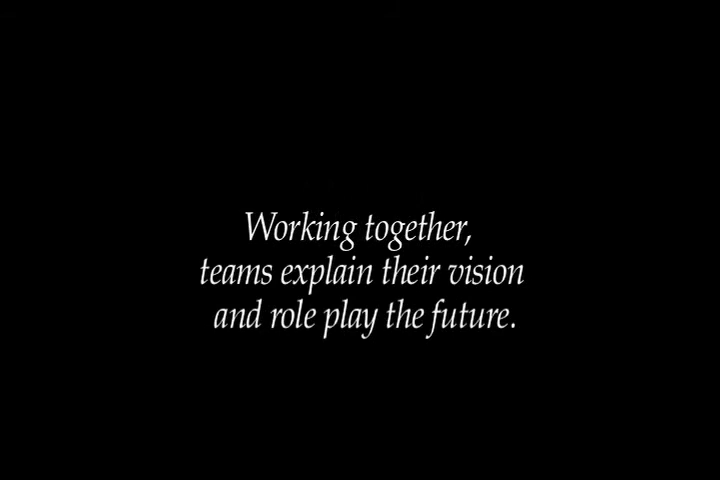 Working together,
teams explain their vision
and role play the future.